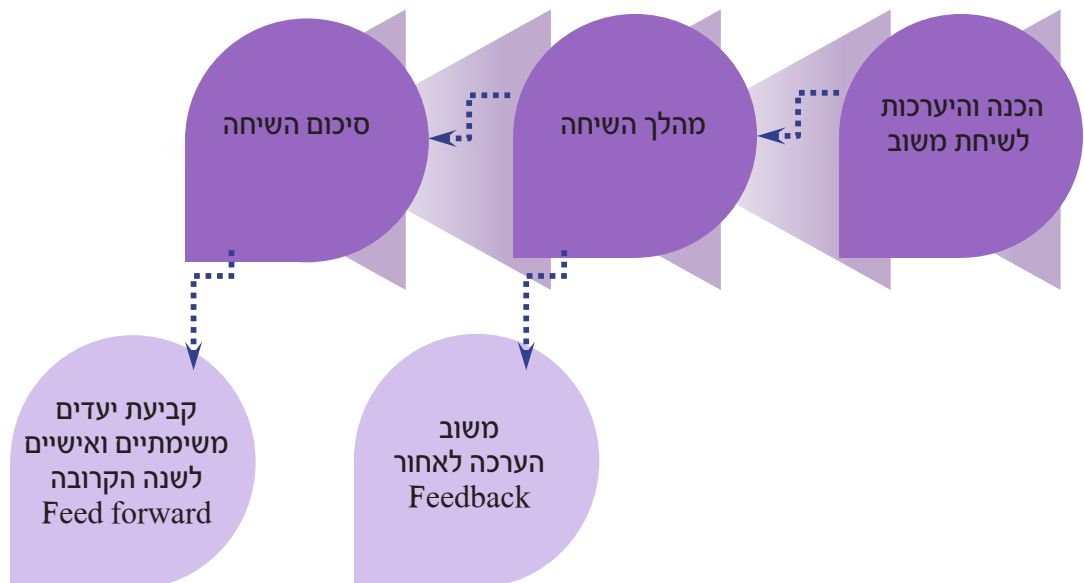 הכנה והיערכות
לשיחת משוב
מהלך השיחה
סיכום השיחה
משוב
הערכה לאחור
Feedback
קביעת יעדים
משימתיים ואישיים
לשנה הקרובה
Feed forward